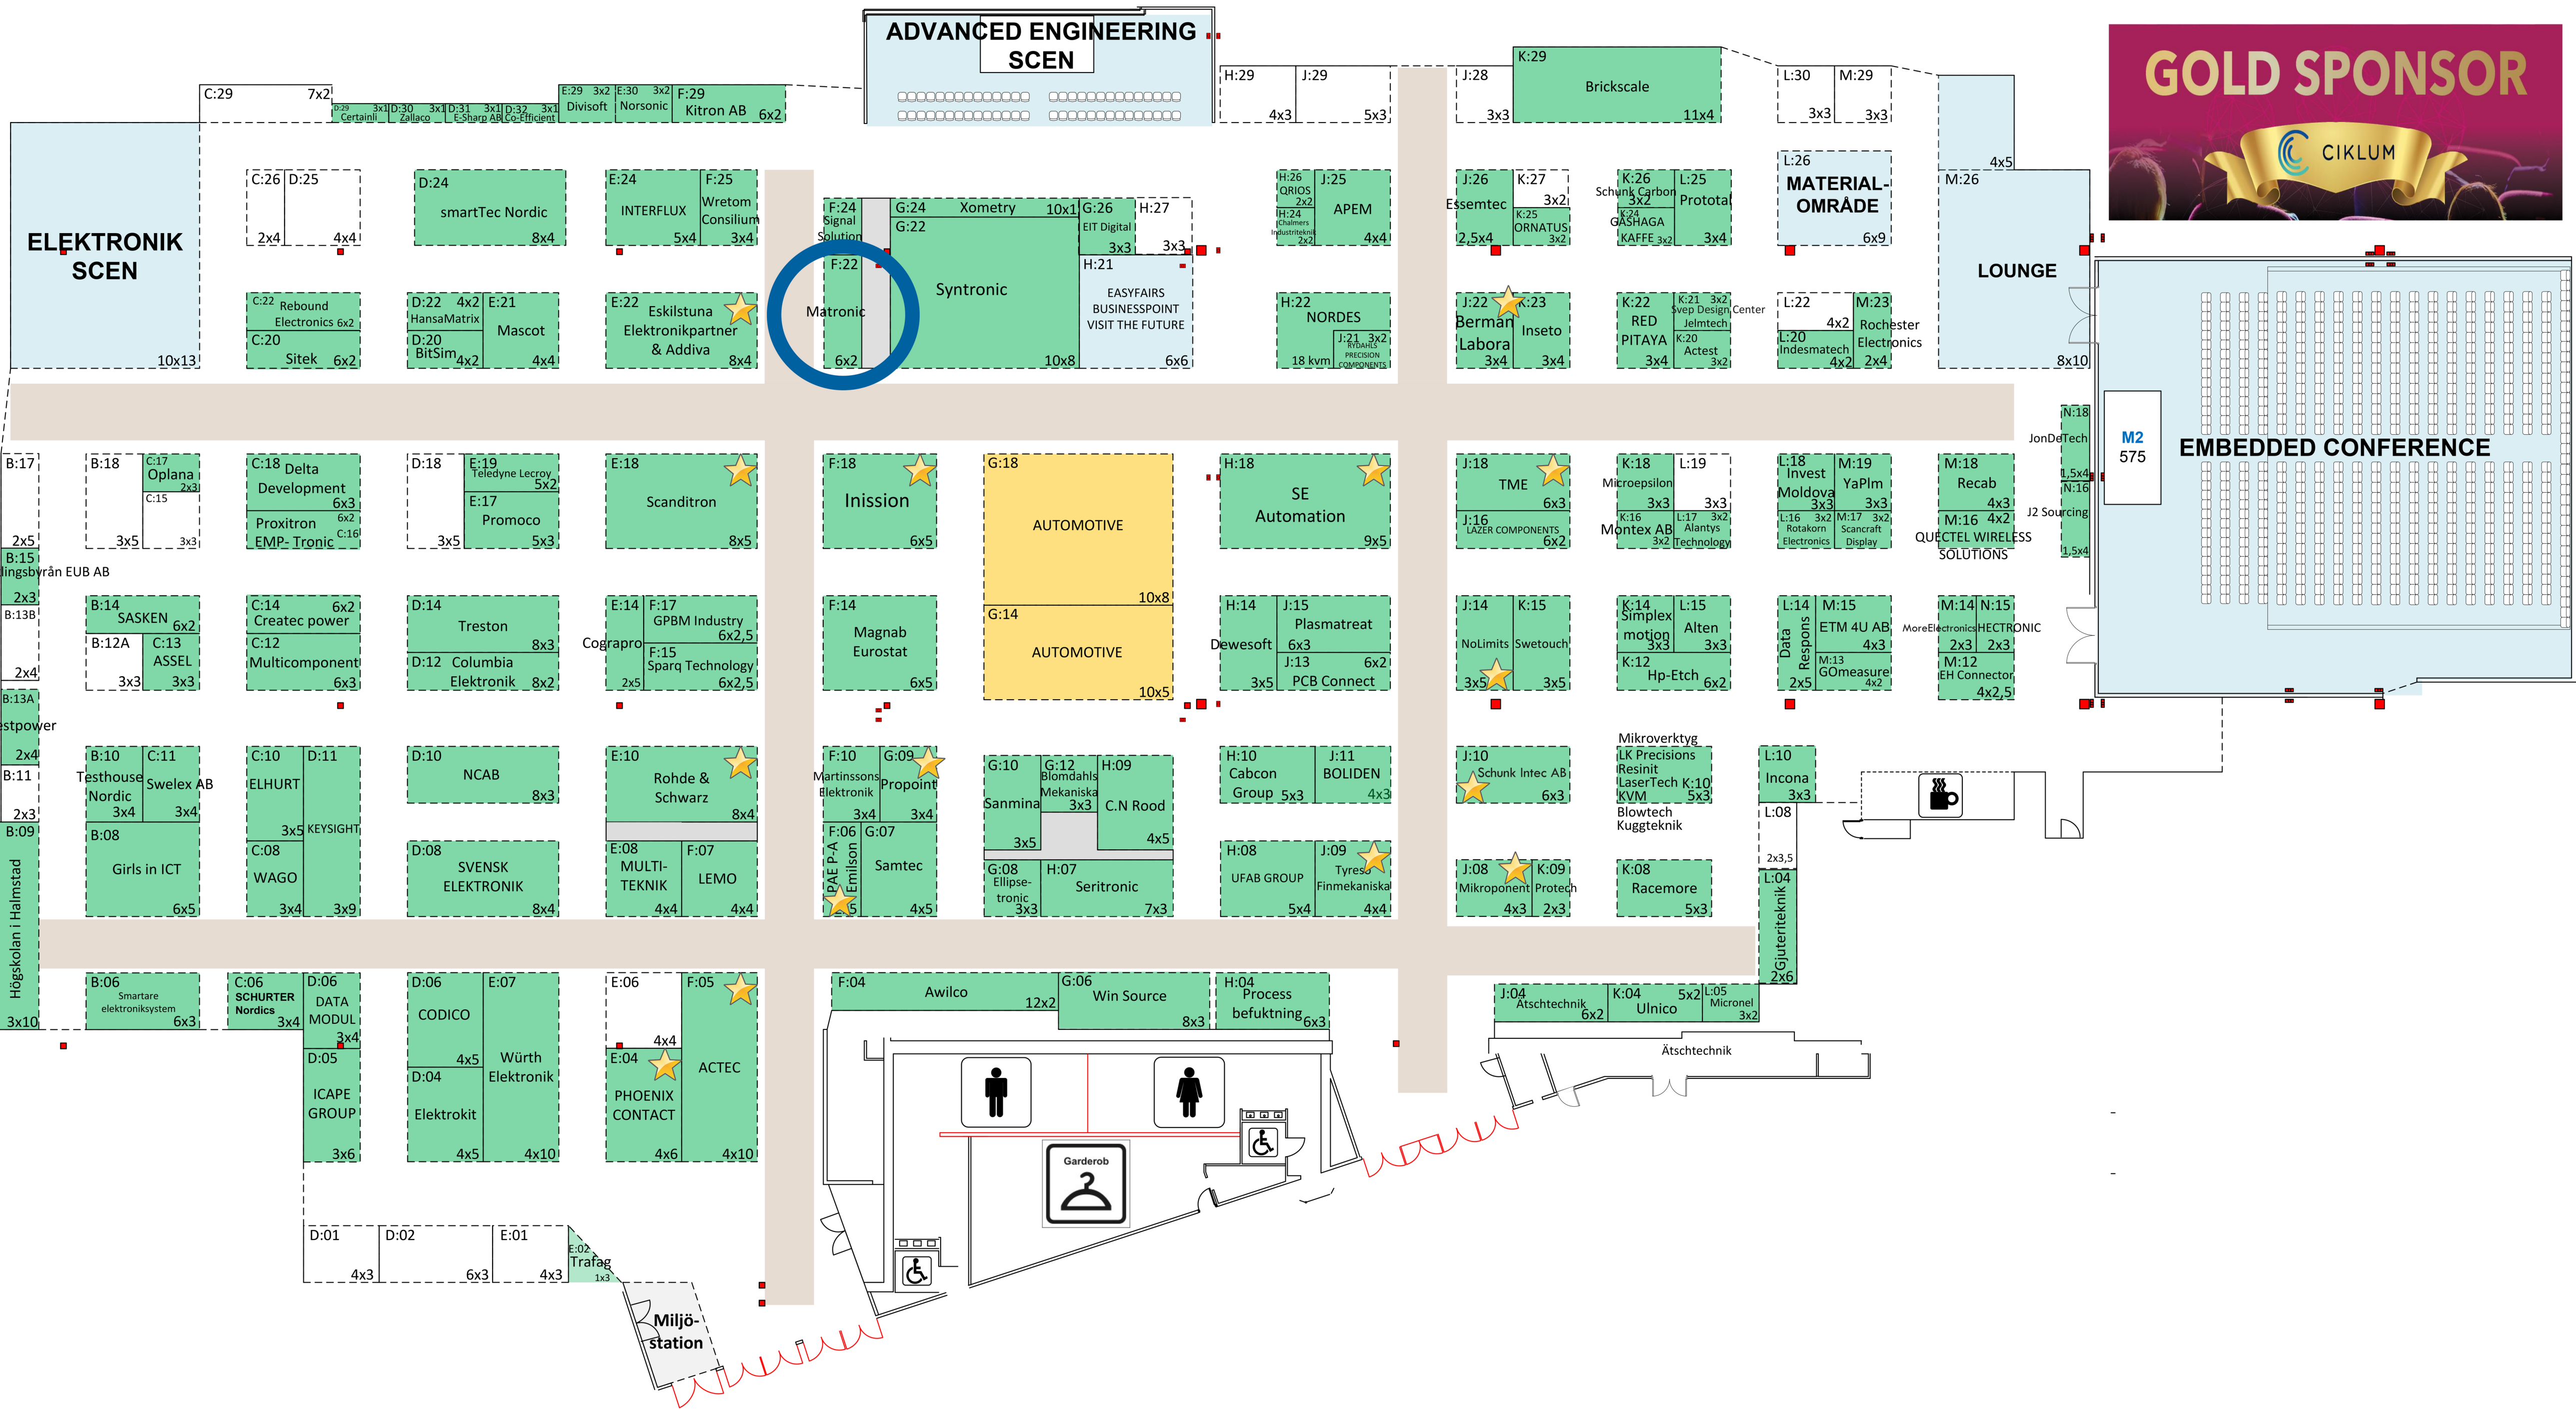 ADVANCED ENGINEERING
SCEN
GOLD SPONSOR
CIKLUM
C:29 7x2
D:29 3x1
Certainli
D:30 3x1
Zallaco
D:31 3x1
E-Sharp AB
D:32 3x1
Co-Efficient
E:29 3x2
Divisoft
E:30 3x2
Norsonic
F:29
Kitron AB
6x2
H:29
4x3
J:29
5x3
J:28
3x3
K:29
Brickscale
11x4
L:30
3x3
M:29
3x3
4x5
ELEKTRONIK
SCEN
10x13
C:26
2x4
D:25
4x4
D:24
smartTec Nordic
8x4
E:24
INTERFLUX
5x4
F:25
Wretom
Consilium
3x4
F:24
Signal
Solution
G:24 Xometry 10x1
G:22
Syntronic
10x8
G:26
EIT Digital
3x3
H:27
3x3
H:26
QRIOS
2x2
H:24
Chalmers
Industriteknik
2x2
J:25
APEM
4x4
J:26
Essemtec
2,5x4
K:27
3x2
K:25
ORNATUS
3x2
K:26
Schunk Carbon
3x2
K:24
GASHAGA
KAFFE 3x2
L:25
Prototal
3x4
L:26
MATERIAL-
OMRÅDE
6x9
M:26
LOUNGE
8x10
C:22 Rebound
Electronics 6x2
C:20
Sitek 6x2
D:22 4x2
HansaMatrix
D:20
BitSim 4x2
E:21
Mascot
4x4
E:22 Eskilstuna
Elektronikpartner
& Addiva
8x4
F:22
Matronic
6x2
H:21
EASYFAIRS
BUSINESSPOINT
VISIT THE FUTURE
6x6
H:22
NORDES
18 kvm
J:21 3x2
RYDAHLS
PRECISION
COMPONENTS
J:22
Berman
Labora
3x4
K:23
Inseto
3x4
K:22
RED
PITAYA
3x4
K:21 3x2
Svep Design Center
Jelmtech
K:20
Actest
3x2
L:22
4x2
L:20
Indesmatech
4x2
M:23
Rochester
Electronics
2x4
N:18
JonDeTech
1,5x4
N:16
J2 Sourcing
1,5x4
M2
575
EMBEDDED CONFERENCE
B:17
2x5
B:18
3x5
C:17
Oplana
2x3
C:15
3x3
C:18 Delta
Development
6x3
Proxitron 6x2
EMP- Tronic C:16
D:18
3x5
E:19
Teledyne Lecroy
5x2
E:17
Promoco
5x3
E:18
Scanditron
8x5
F:18
Inission
6x5
G:18
AUTOMOTIVE
10x8
H:18
SE
Automation
9x5
J:18
TME
6x3
J:16
LAZER COMPONENTS
6x2
K:18
Microepsilon
3x3
L:19
3x3
K:16
Montex AB
3x2
L:17 3x2
Alantys
Technology
L:18
Invest
Moldova
3x3
M:19
YaPlm
3x3
L:16 3x2
Rotakorn
Electronics
M:17 3x2
Scancraft
Display
M:18
Recab
4x3
M:16 4x2
QUECTEL WIRELESS
SOLUTIONS
B:15
lingsbyrån EUB AB
2x3
B:13B
2x4
B:14
SASKEN
6x2
B:12A
3x3
C:13
ASSEL
3x3
C:14 6x2
Createc power
C:12
Multicomponent
6x3
D:14
Treston
8x3
D:12 Columbia
Elektronik 8x2
E:14
Cograpro
2x5
F:17
GPBM Industry
6x2,5
F:15
Sparq Technology
6x2,5
F:14
Magnab
Eurostat
6x5
G:14
AUTOMOTIVE
10x5
H:14
Dewesoft
3x5
J:15
Plasmatreat
6x3
J:13 6x2
PCB Connect
J:14
NoLimits
3x5
K:15
Swetouch
3x5
K:14
Simplex
motion
3x3
L:15
Alten
3x3
K:12
Hp-Etch 6x2
L:14
Data
Respons
2x5
M:15
ETM 4U AB
4x3
M:13
GOmeasure
4x2
M:14
MoreElectronics
2x3
N:15
HECTRONIC
2x3
M:12
EH Connector
4x2,5
B:13A
estpower
2x4
B:11
2x3
B:10
Testhouse
Nordic
3x4
C:11
Swelex AB
3x4
C:10
ELHURT
3x5
D:11
KEYSIGHT
3x9
D:10
NCAB
8x3
E:10
Rohde &
Schwarz
8x4
F:10
Martinssons
Elektronik
3x4
G:09
Propoint
3x4
G:10
Sanmina
3x5
G:12
Blomdahls
Mekaniska
3x3
H:09
C.N Rood
4x5
H:10
Cabcon
Group 5x3
J:11
BOLIDEN
4x3
J:10
Schunk Intec AB
6x3
Mikroverktyg
LK Precisions
Resinit
LaserTech K:10
KVM 5x3
Blowtech
Kuggteknik
L:10
Incona
3x3
L:08
2x3,5
B:09
Högskolan i Halmstad
3x10
B:08
Girls in ICT
6x5
C:08
WAGO
3x4
D:08
SVENSK
ELEKTRONIK
8x4
E:08
MULTI-
TEKNIK
4x4
F:07
LEMO
4x4
F:06
PAE P-A
Emilson
G:07
Samtec
4x5
G:08
Ellipse-
tronic
3x3
H:07
Seritronic
7x3
H:08
UFAB GROUP
5x4
J:09
Tyresö
Finmekaniska
4x4
J:08
Mikroponent
4x3
K:09
Protech
2x3
K:08
Racemore
5x3
L:04
Gjuteriteknik
2x6
B:06
Smartare
elektroniksystem
6x3
C:06
SCHURTER
Nordics
3x4
D:06
DATA
MODUL
3x4
D:06
CODICO
4x5
E:07
Würth
Elektronik
4x10
E:06
4x4
F:05
ACTEC
4x10
F:04
Awilco
12x2
G:06
Win Source
8x3
H:04
Process
befuktning
6x3
J:04
Ätschtechnik
6x2
K:04 5x2
Ulnico
L:05
Micronel
3x2
Ätschtechnik
D:05
ICAPE
GROUP
3x6
D:04
Elektrokit
4x5
E:04
PHOENIX
CONTACT
4x6
Garderob
D:01
4x3
D:02
6x3
E:01
4x3
E:02
Trafag
1x3
Miljö-
station